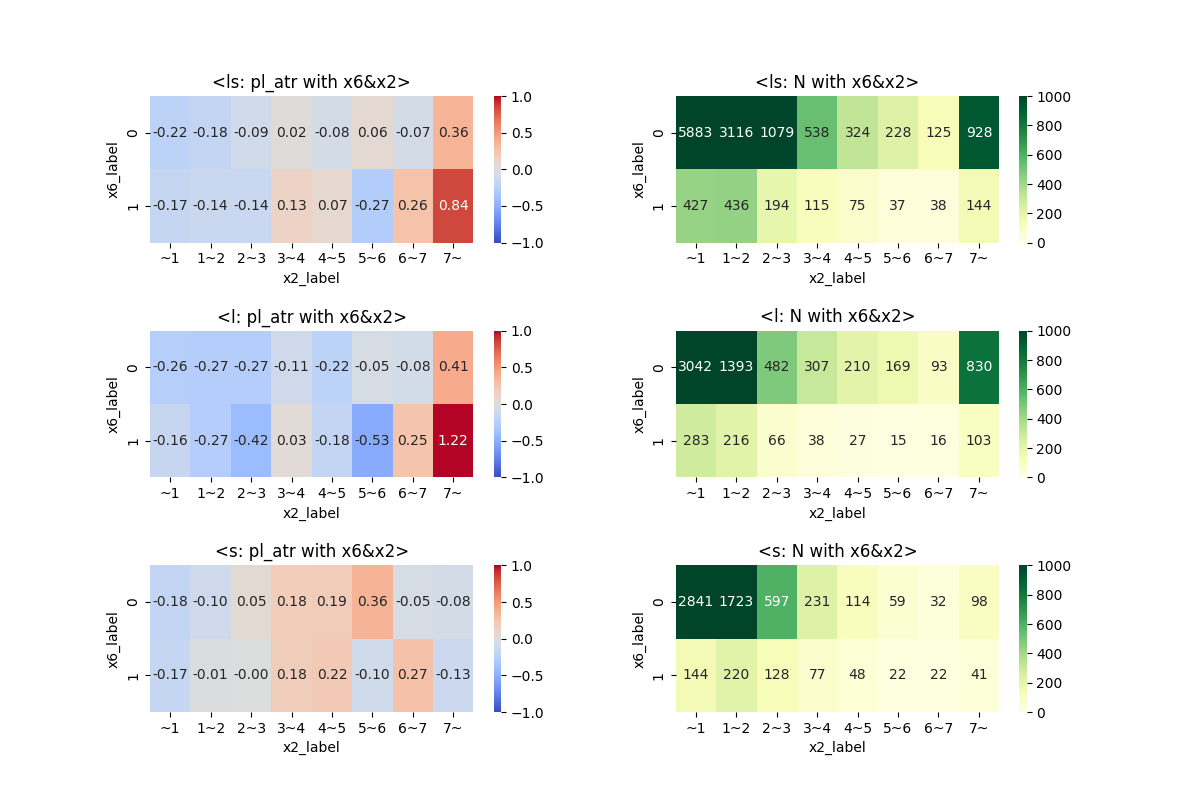 <ls: pl_atr with x6&x2>
x6_label
0 -0.22 -0.18 -0.09 0.02 -0.08 0.06 -0.07 0.36
1 -0.17 -0.14 -0.14 0.13 0.07 -0.27 0.26 0.84
~1 1~2 2~3 3~4 4~5 5~6 6~7 7~
x2_label
1.0
0.5
0.0
−0.5
−1.0
<ls: N with x6&x2>
x6_label
0 5883 3116 1079 538 324 228 125 928
1 427 436 194 115 75 37 38 144
~1 1~2 2~3 3~4 4~5 5~6 6~7 7~
x2_label
1000
800
600
400
200
0
<l: pl_atr with x6&x2>
x6_label
0 -0.26 -0.27 -0.27 -0.11 -0.22 -0.05 -0.08 0.41
1 -0.16 -0.27 -0.42 0.03 -0.18 -0.53 0.25 1.22
~1 1~2 2~3 3~4 4~5 5~6 6~7 7~
x2_label
1.0
0.5
0.0
−0.5
−1.0
<l: N with x6&x2>
x6_label
0 3042 1393 482 307 210 169 93 830
1 283 216 66 38 27 15 16 103
~1 1~2 2~3 3~4 4~5 5~6 6~7 7~
x2_label
1000
800
600
400
200
0
<s: pl_atr with x6&x2>
x6_label
0 -0.18 -0.10 0.05 0.18 0.19 0.36 -0.05 -0.08
1 -0.17 -0.01 -0.00 0.18 0.22 -0.10 0.27 -0.13
~1 1~2 2~3 3~4 4~5 5~6 6~7 7~
x2_label
1.0
0.5
0.0
−0.5
−1.0
<s: N with x6&x2>
x6_label
0 2841 1723 597 231 114 59 32 98
1 144 220 128 77 48 22 22 41
~1 1~2 2~3 3~4 4~5 5~6 6~7 7~
x2_label
1000
800
600
400
200
0